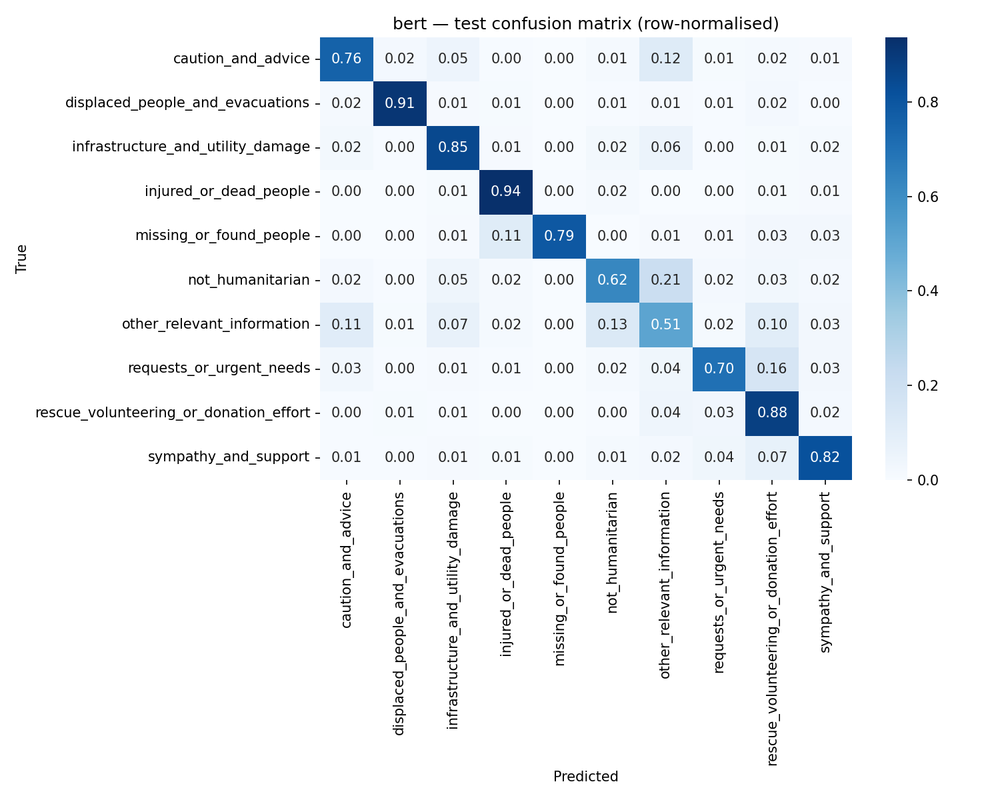 bert — test confusion matrix (row-normalised)
caution_and_advice 0.76 0.02 0.05 0.00 0.00 0.01 0.12 0.01 0.02 0.01
displaced_people_and_evacuations 0.02 0.91 0.01 0.01 0.00 0.01 0.01 0.01 0.02 0.00
infrastructure_and_utility_damage 0.02 0.00 0.85 0.01 0.00 0.02 0.06 0.00 0.01 0.02
injured_or_dead_people 0.00 0.00 0.01 0.94 0.00 0.02 0.00 0.00 0.01 0.01
missing_or_found_people 0.00 0.00 0.01 0.11 0.79 0.00 0.01 0.01 0.03 0.03
not_humanitarian 0.02 0.00 0.05 0.02 0.00 0.62 0.21 0.02 0.03 0.02
other_relevant_information 0.11 0.01 0.07 0.02 0.00 0.13 0.51 0.02 0.10 0.03
requests_or_urgent_needs 0.03 0.00 0.01 0.01 0.00 0.02 0.04 0.70 0.16 0.03
rescue_volunteering_or_donation_effort 0.00 0.01 0.01 0.00 0.00 0.00 0.04 0.03 0.88 0.02
sympathy_and_support 0.01 0.00 0.01 0.01 0.00 0.01 0.02 0.04 0.07 0.82
True
caution_and_advice
displaced_people_and_evacuations
infrastructure_and_utility_damage
injured_or_dead_people
missing_or_found_people
not_humanitarian
other_relevant_information
requests_or_urgent_needs
rescue_volunteering_or_donation_effort
sympathy_and_support
Predicted
0.8
0.6
0.4
0.2
0.0